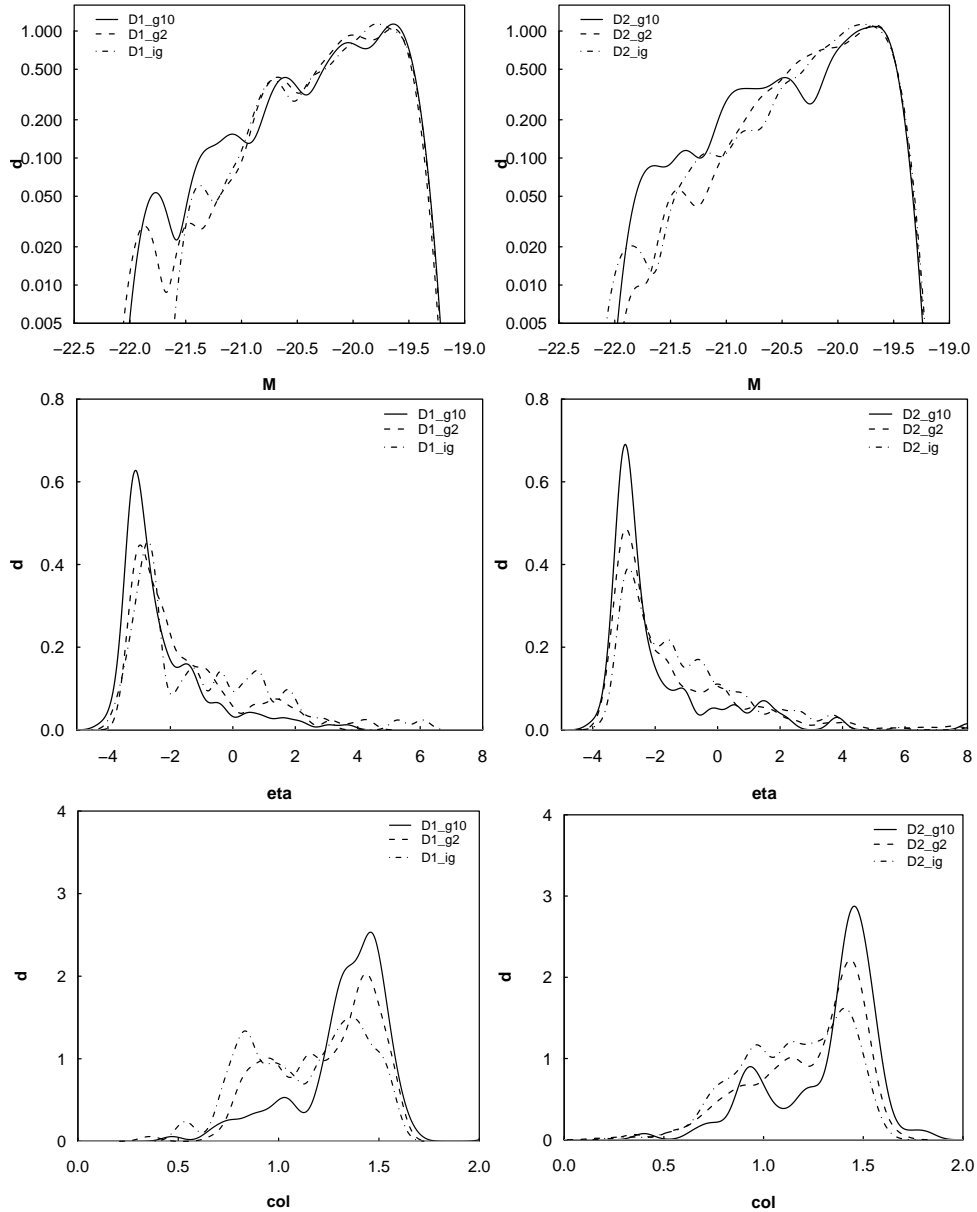 D1_g10
D1_g2
D1_ig
1.000
0.500
0.200
0.100
0.050
0.020
0.010
0.005
d
−22.5 −22.0 −21.5 −21.0 −20.5 −20.0 −19.5 −19.0
M
D2_g10
D2_g2
D2_ig
1.000
0.500
0.200
0.100
0.050
0.020
0.010
0.005
d
−22.5 −22.0 −21.5 −21.0 −20.5 −20.0 −19.5 −19.0
M
D1_g10
D1_g2
D1_ig
0.8
0.6
0.4
0.2
0.0
d
−4 −2 0 2 4 6 8
eta
D2_g10
D2_g2
D2_ig
0.8
0.6
0.4
0.2
0.0
d
−4 −2 0 2 4 6 8
eta
D1_g10
D1_g2
D1_ig
4
3
2
1
0
d
0.0 0.5 1.0 1.5 2.0
col
D2_g10
D2_g2
D2_ig
4
3
2
1
0
d
0.0 0.5 1.0 1.5 2.0
col